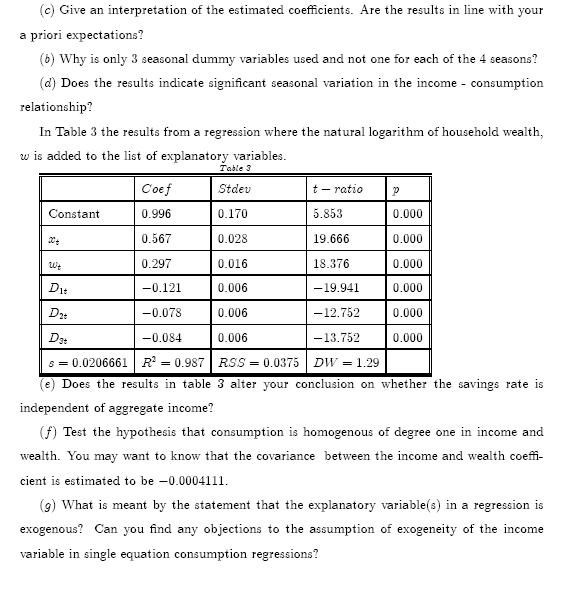 (c) Give an interpretation of the estimated coefficients. Are the results in line with your
a priori expectations?
(b) Why is only 3 seasonal dummy variables used and not one for each of the 4 seasons?
(d) Does the results indicate significant seasonal variation in the income - consumption
relationship?
In Table 3 the results from a regression where the natural logarithm of household wealth,
w is added to the list of explanatory variables.
Table 3
Coef Stdev t − ratio p
Constant 0.996 0.170 5.853 0.000
xₜ 0.567 0.028 19.666 0.000
wₜ 0.297 0.016 18.376 0.000
D₁ₜ −0.121 0.006 −19.941 0.000
D₂ₜ −0.078 0.006 −12.752 0.000
D₃ₜ −0.084 0.006 −13.752 0.000
s = 0.0206661 R² = 0.987 RSS = 0.0375 DW = 1.29
(e) Does the results in table 3 alter your conclusion on whether the savings rate is
independent of aggregate income?
(f) Test the hypothesis that consumption is homogenous of degree one in income and
wealth. You may want to know that the covariance between the income and wealth coeffi-
cient is estimated to be −0.0004111.
(g) What is meant by the statement that the explanatory variable(s) in a regression is
exogenous? Can you find any objections to the assumption of exogeneity of the income
variable in single equation consumption regressions?